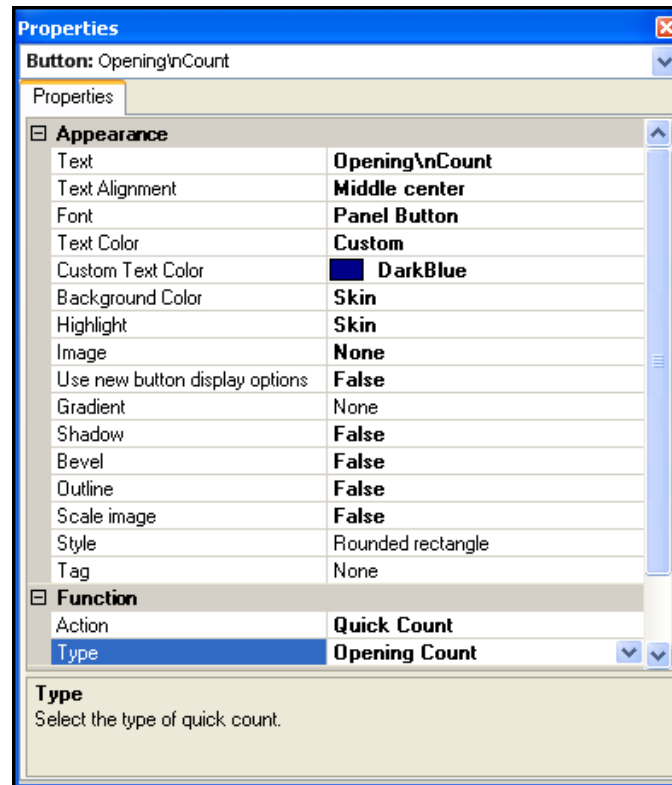 Properties
Button: Opening\nCount
Properties
Appearance
Text Opening\nCount
Text Alignment Middle center
Font Panel Button
Text Color Custom
Custom Text Color DarkBlue
Background Color Skin
Highlight Skin
Image None
Use new button display options False
Gradient None
Shadow False
Bevel False
Outline False
Scale image False
Style Rounded rectangle
Tag None
Function
Action Quick Count
Type Opening Count
Type
Select the type of quick count.